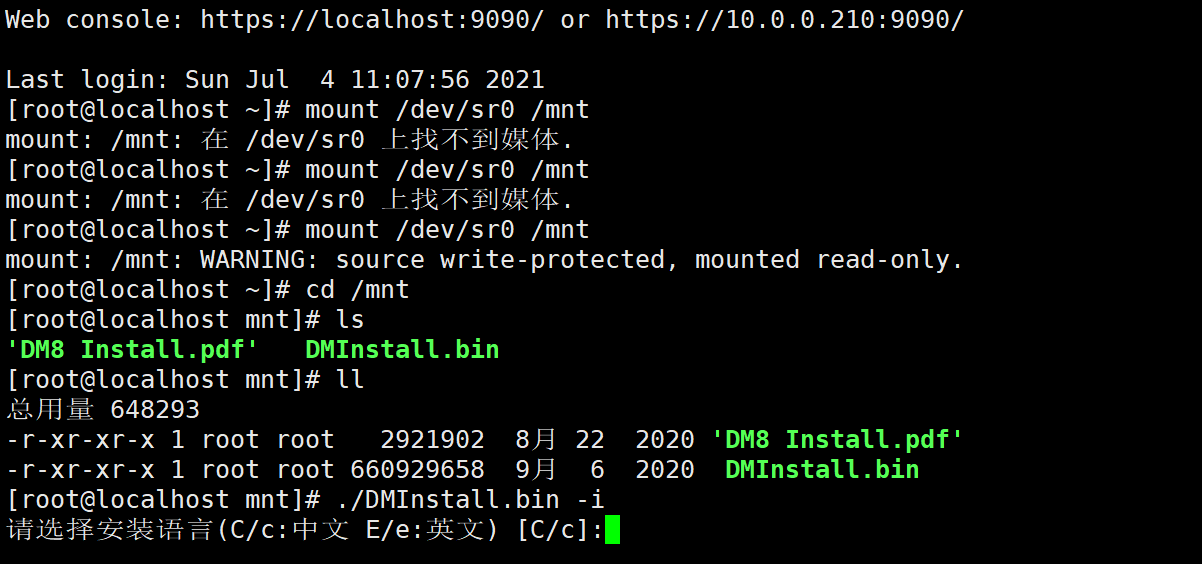 Web console: https://localhost:9090/ or https://10.0.0.210:9090/
Last login: Sun Jul  4 11:07:56 2021
[root@localhost ~]# mount /dev/sr0 /mnt
mount: /mnt: 在 /dev/sr0 上找不到媒体.
[root@localhost ~]# mount /dev/sr0 /mnt
mount: /mnt: 在 /dev/sr0 上找不到媒体.
[root@localhost ~]# mount /dev/sr0 /mnt
mount: /mnt: WARNING: source write-protected, mounted read-only.
[root@localhost ~]# cd /mnt
[root@localhost mnt]# ls
'DM8 Install.pdf'   DMInstall.bin
[root@localhost mnt]# ll
总用量 648293
-r-xr-xr-x 1 root root   2921902  8月 22  2020 'DM8 Install.pdf'
-r-xr-xr-x 1 root root 660929658  9月  6  2020  DMInstall.bin
[root@localhost mnt]# ./DMInstall.bin -i
请选择安装语言(C/c:中文 E/e:英文) [C/c]: